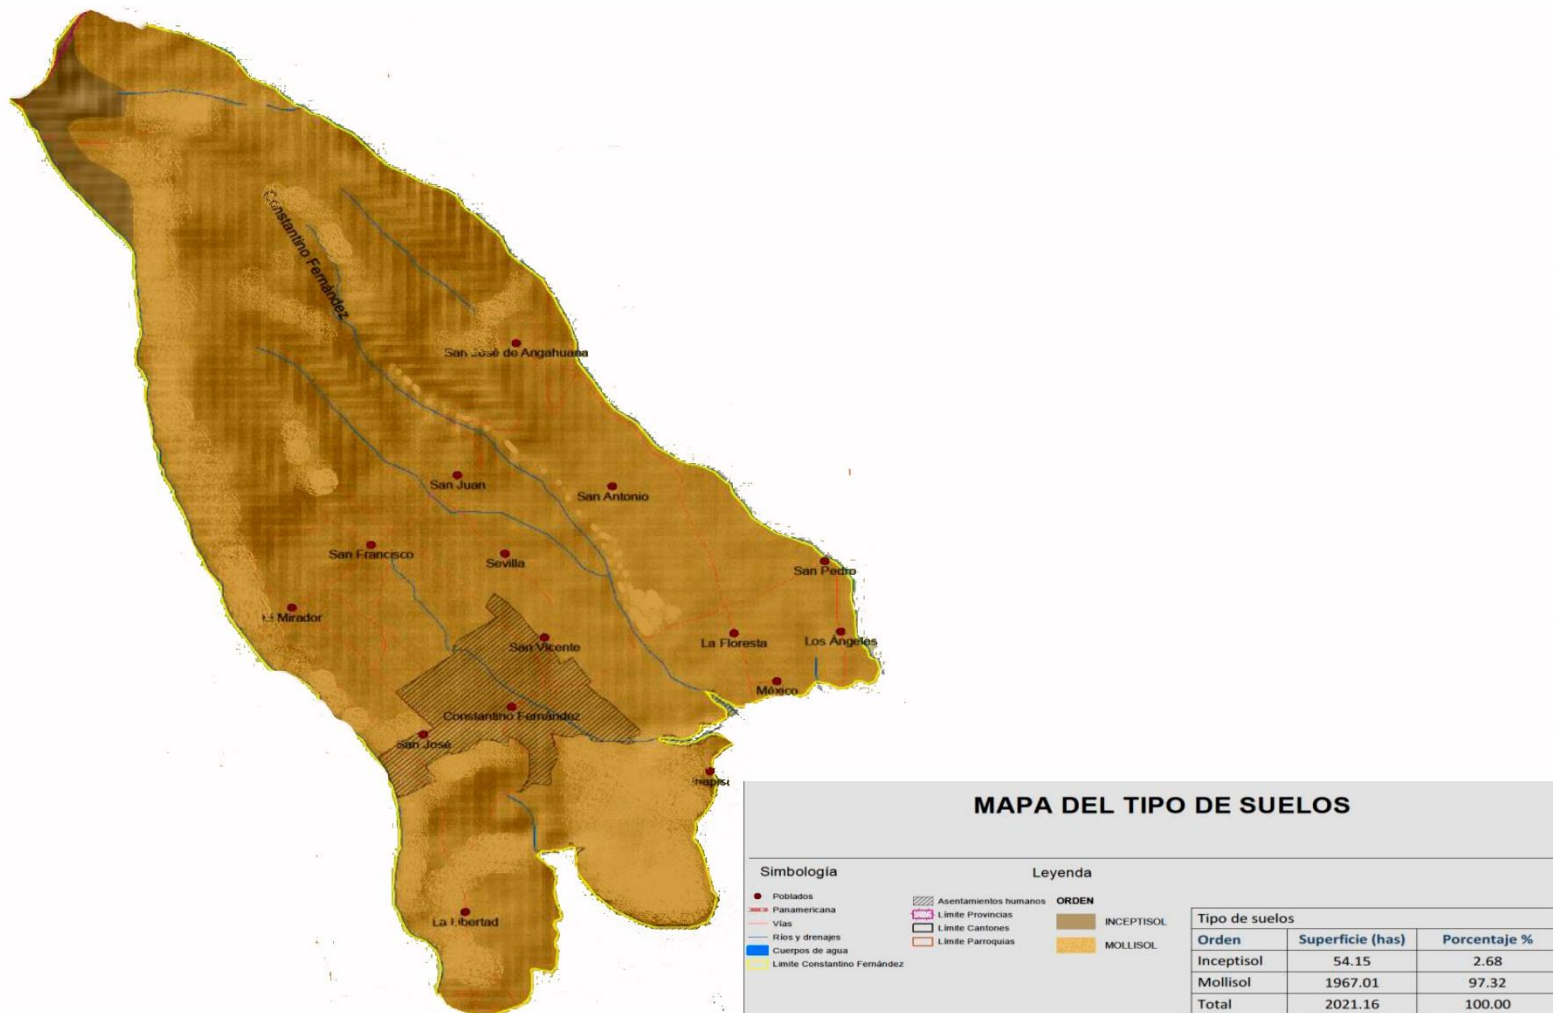 Constantino Fernández
San José de Angahuana
San Juan
San Antonio
San Francisco
Sevilla
San Pedro
El Mirador
San Vicente
La Floresta
Los Angeles
México
Constantino Fernández
San José
La Libertad
MAPA DEL TIPO DE SUELOS
Simbología
Poblados
Panamericana
Vías
Ríos y drenajes
Cuerpos de agua
Limite Constantino Fernández
Leyenda
Asentamientos humanos
Límite Provincias
Límite Cantones
Límite Parroquias
ORDEN
INCEPTISOL
MOLLISOL
Tipo de suelos
Orden Superficie (has) Porcentaje %
Inceptisol 54.15 2.68
Mollisol 1967.01 97.32
Total 2021.16 100.00